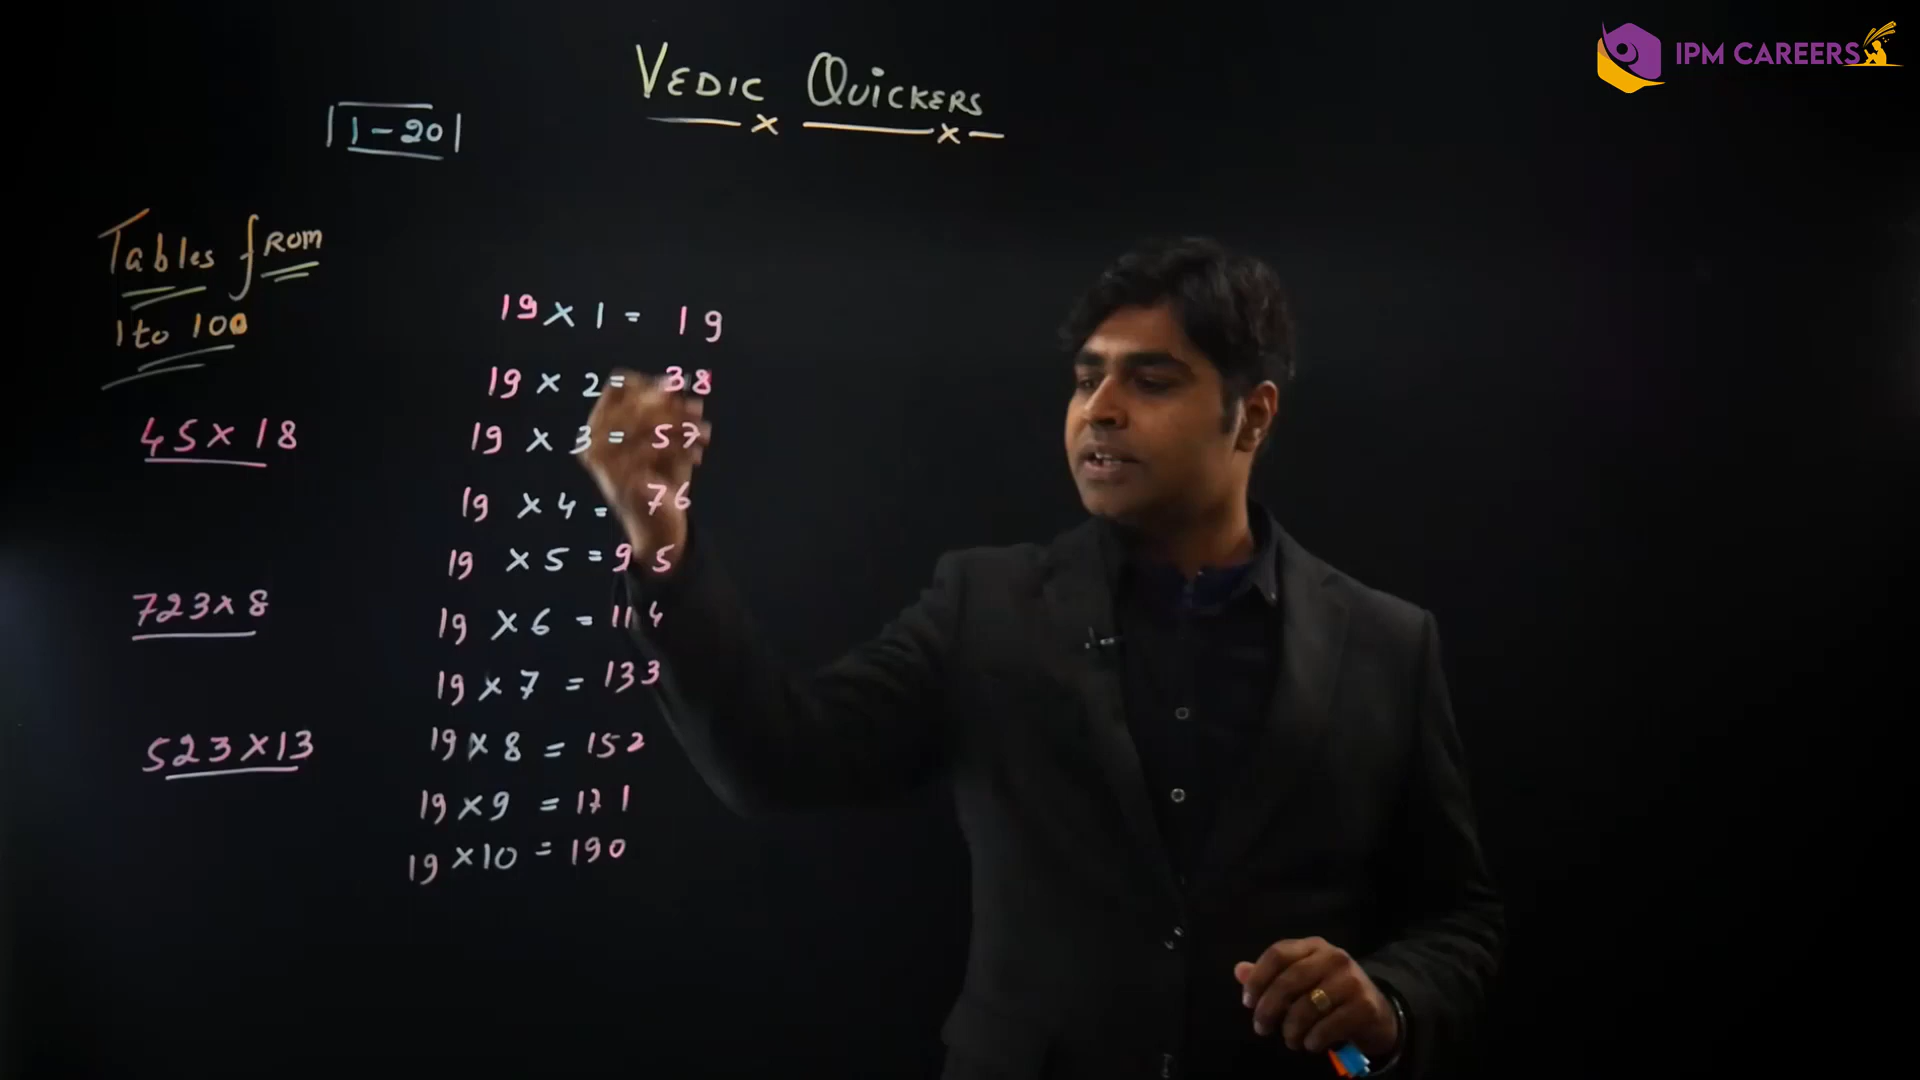 IPM CAREERS
VEDIC QUICKERS
1-20
Tables fROM
1 to 100
45 x 18
723 x 8
523 x 13
19 x 1 = 19
19 x 2 = 38
19 x 3 = 57
19 x 4 = 76
19 x 5 = 95
19 x 6 = 114
19 x 7 = 133
19 x 8 = 152
19 x 9 = 171
19 x 10 = 190